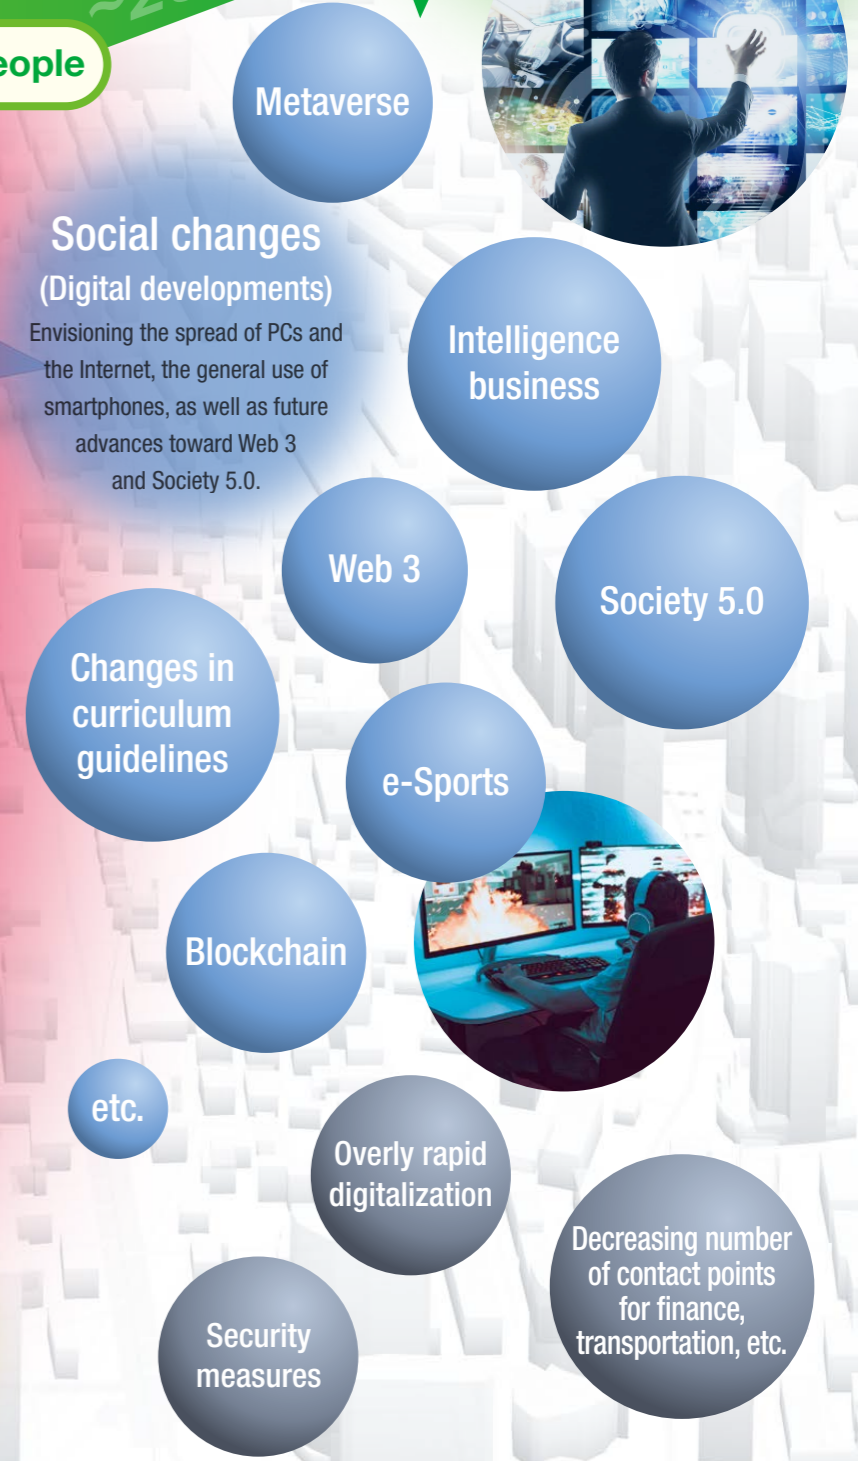 eople
Metaverse
Social changes
(Digital developments)
Envisioning the spread of PCs and
the Internet, the general use of
smartphones, as well as future
advances toward Web 3
and Society 5.0.
Intelligence
business
Web 3
Society 5.0
Changes in
curriculum
guidelines
e-Sports
Blockchain
etc.
Overly rapid
digitalization
Decreasing number
of contact points
for finance,
transportation, etc.
Security
measures